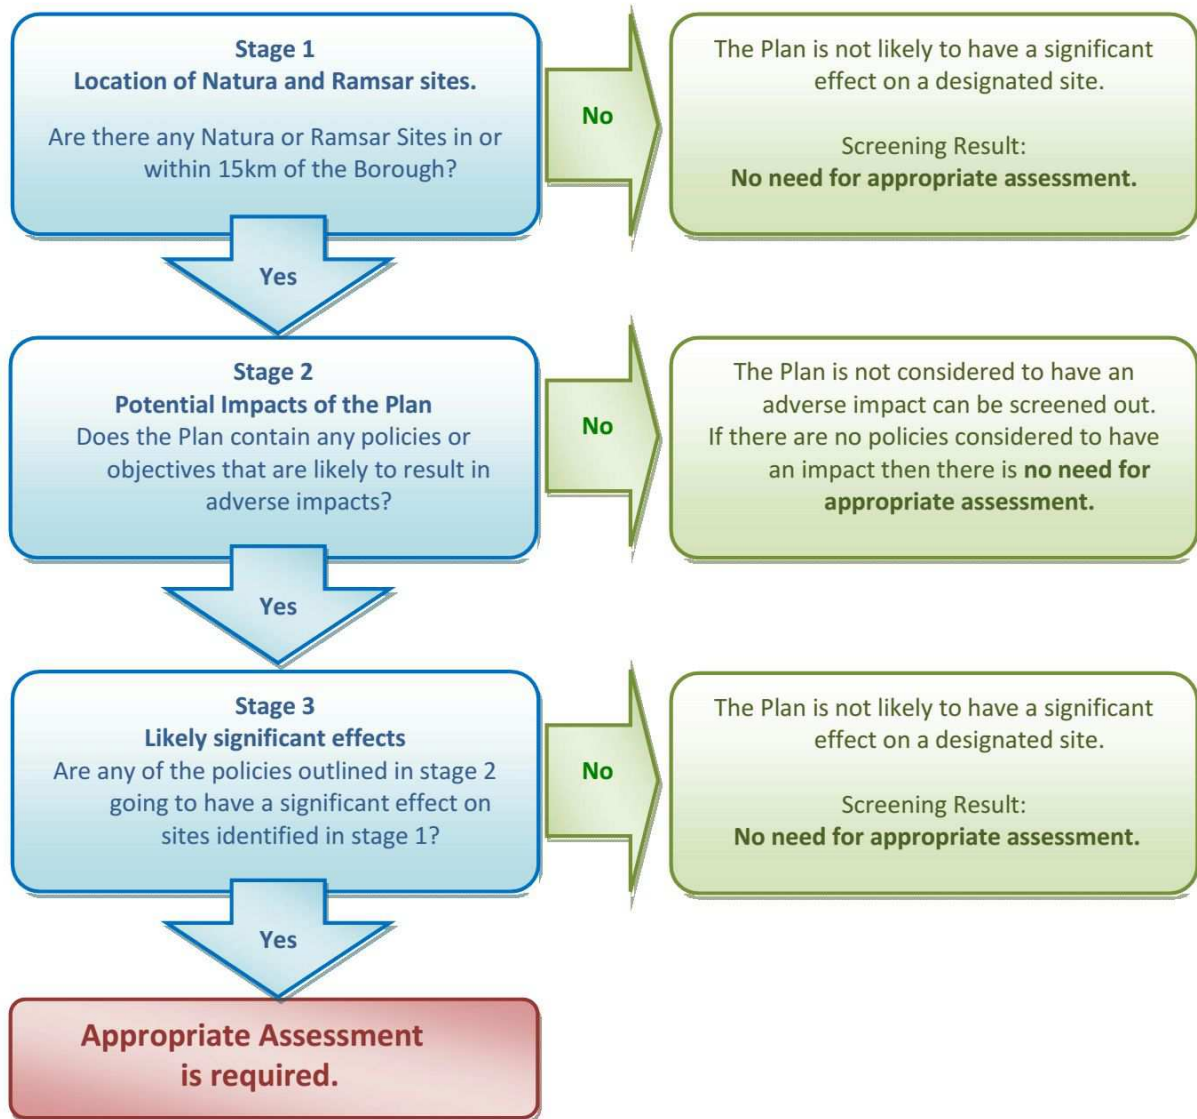 Stage 1
Location of Natura and Ramsar sites.
Are there any Natura or Ramsar Sites in or
within 15km of the Borough?
No
The Plan is not likely to have a significant
effect on a designated site.
Screening Result:
No need for appropriate assessment.
Yes
Stage 2
Potential Impacts of the Plan
Does the Plan contain any policies or
objectives that are likely to result in
adverse impacts?
No
The Plan is not considered to have an
adverse impact can be screened out.
If there are no policies considered to have
an impact then there is no need for
appropriate assessment.
Yes
Stage 3
Likely significant effects
Are any of the policies outlined in stage 2
going to have a significant effect on
sites identified in stage 1?
No
The Plan is not likely to have a significant
effect on a designated site.
Screening Result:
No need for appropriate assessment.
Yes
Appropriate Assessment
is required.